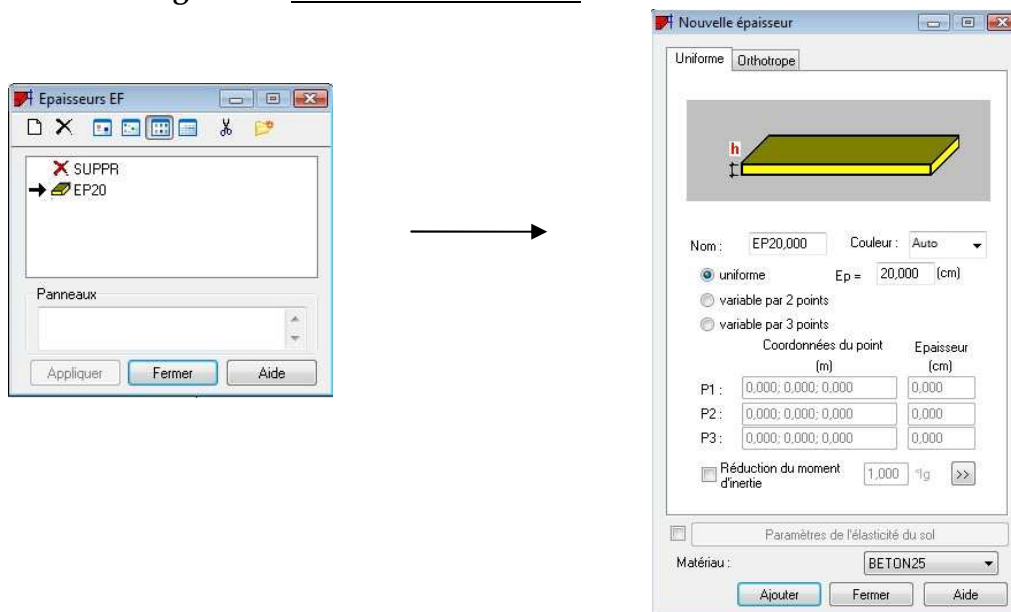 Epaisseurs EF
SUPPR
EP20
Panneaux
Appliquer Fermer Aide
Nouvelle épaisseur
Uniforme Orthotrope
h
Nom : EP20,000 Couleur : Auto
uniforme Ep = 20,000 (cm)
variable par 2 points
variable par 3 points
Coordonnées du point Epaisseur
(m) (cm)
P1 : 0,000; 0,000; 0,000 0,000
P2 : 0,000; 0,000; 0,000 0,000
P3 : 0,000; 0,000; 0,000 0,000
Réduction du moment
d'inertie 1,000 *Ig >>
Paramètres de l'élasticité du sol
Matériau : BETON25
Ajouter Fermer Aide